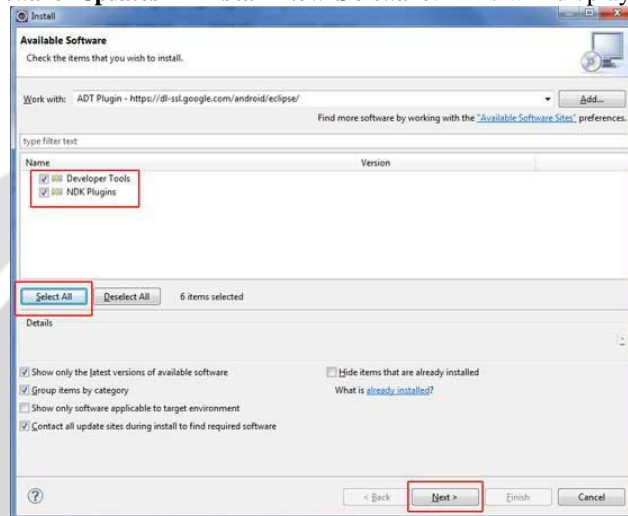 Install
Available Software
Check the items that you wish to install.
Work with: ADT Plugin - https://dl-ssl.google.com/android/eclipse/ Add...
Find more software by working with the "Available Software Sites" preferences.
type filter text
Name Version
Developer Tools
NDK Plugins
Select All Deselect All 6 items selected
Details
Show only the latest versions of available software Hide items that are already installed
Group items by category What is already installed?
Show only software applicable to target environment
Contact all update sites during install to find required software
< Back Next > Finish Cancel